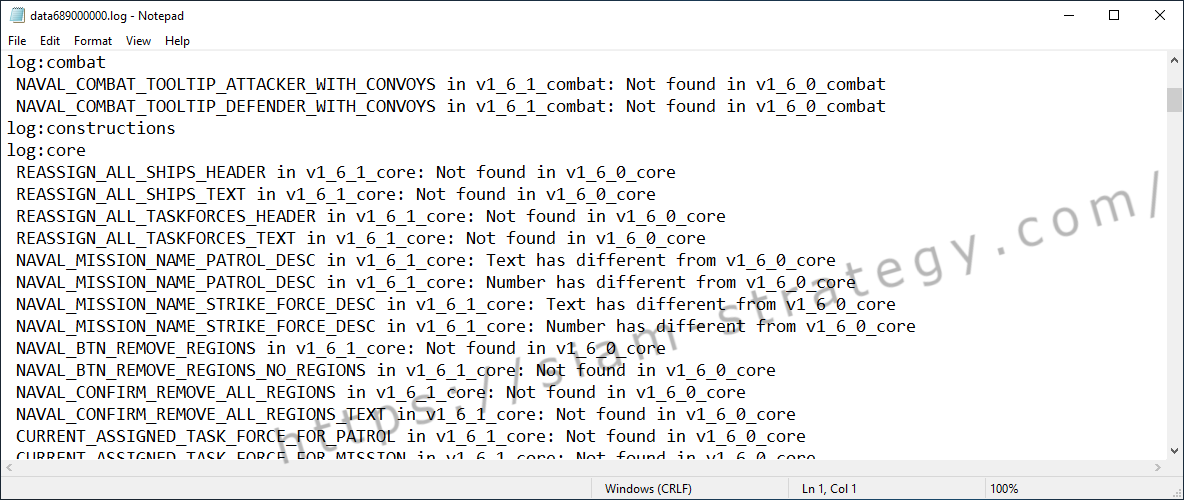 data689000000.log - Notepad
File Edit Format View Help
log:combat
NAVAL_COMBAT_TOOLTIP_ATTACKER_WITH_CONVOYS in v1_6_1_combat: Not found in v1_6_0_combat
NAVAL_COMBAT_TOOLTIP_DEFENDER_WITH_CONVOYS in v1_6_1_combat: Not found in v1_6_0_combat
log:constructions
log:core
REASSIGN_ALL_SHIPS_HEADER in v1_6_1_core: Not found in v1_6_0_core
REASSIGN_ALL_SHIPS_TEXT in v1_6_1_core: Not found in v1_6_0_core
REASSIGN_ALL_TASKFORCES_HEADER in v1_6_1_core: Not found in v1_6_0_core
REASSIGN_ALL_TASKFORCES_TEXT in v1_6_1_core: Not found in v1_6_0_core
NAVAL_MISSION_NAME_PATROL_DESC in v1_6_1_core: Text has different from v1_6_0_core
NAVAL_MISSION_NAME_PATROL_DESC in v1_6_1_core: Number has different from v1_6_0_core
NAVAL_MISSION_NAME_STRIKE_FORCE_DESC in v1_6_1_core: Text has different from v1_6_0_core
NAVAL_MISSION_NAME_STRIKE_FORCE_DESC in v1_6_1_core: Number has different from v1_6_0_core
NAVAL_BTN_REMOVE_REGIONS in v1_6_1_core: Not found in v1_6_0_core
NAVAL_BTN_REMOVE_REGIONS_NO_REGIONS in v1_6_1_core: Not found in v1_6_0_core
NAVAL_CONFIRM_REMOVE_ALL_REGIONS in v1_6_1_core: Not found in v1_6_0_core
NAVAL_CONFIRM_REMOVE_ALL_REGIONS_TEXT in v1_6_1_core: Not found in v1_6_0_core
CURRENT_ASSIGNED_TASK_FORCE_FOR_PATROL in v1_6_1_core: Not found in v1_6_0_core
CURRENT_ASSIGNED_TASK_FORCE_FOR_MISSION in v1_6_1_core: Not found in v1_6_0_core
https://siam-strategy.com/
Windows (CRLF) Ln 1, Col 1 100%